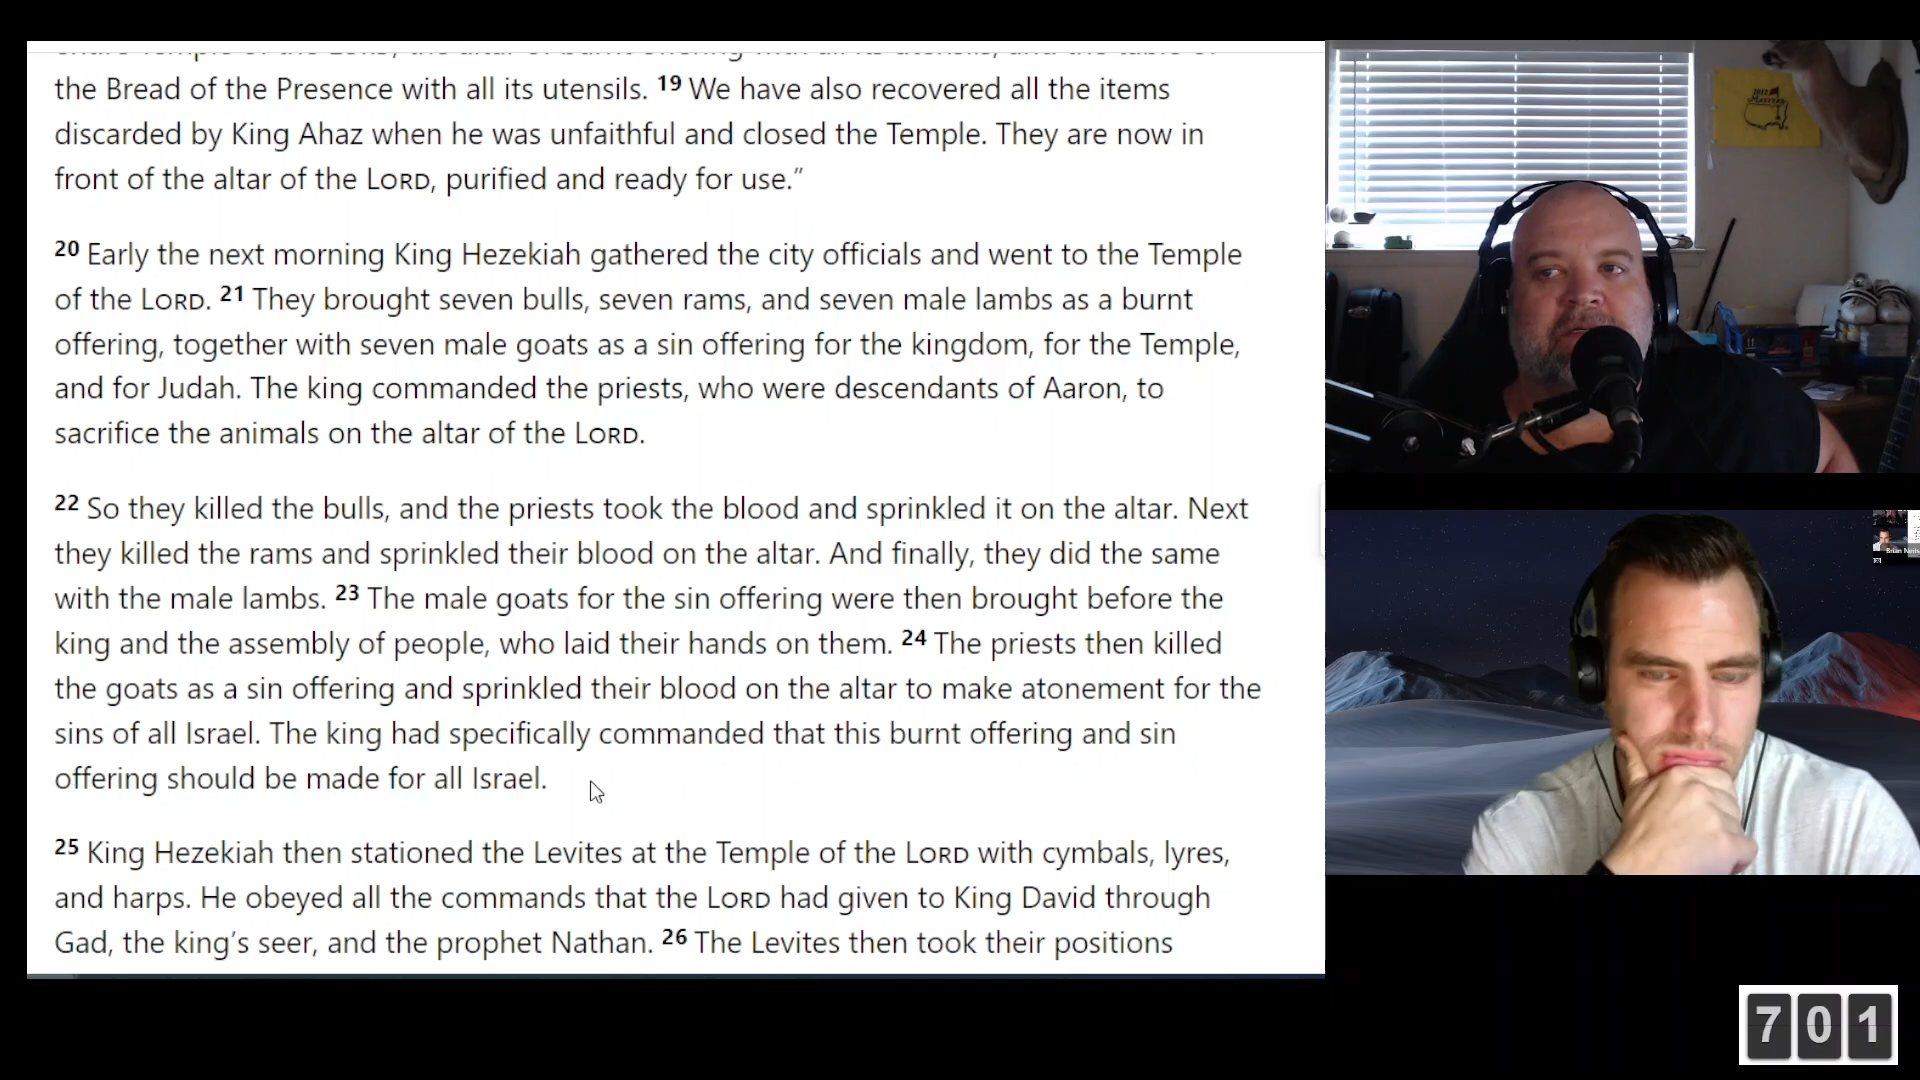 the Bread of the Presence with all its utensils. 19 We have also recovered all the items
discarded by King Ahaz when he was unfaithful and closed the Temple. They are now in
front of the altar of the LORD, purified and ready for use.”
20 Early the next morning King Hezekiah gathered the city officials and went to the Temple
of the LORD. 21 They brought seven bulls, seven rams, and seven male lambs as a burnt
offering, together with seven male goats as a sin offering for the kingdom, for the Temple,
and for Judah. The king commanded the priests, who were descendants of Aaron, to
sacrifice the animals on the altar of the LORD.
22 So they killed the bulls, and the priests took the blood and sprinkled it on the altar. Next
they killed the rams and sprinkled their blood on the altar. And finally, they did the same
with the male lambs. 23 The male goats for the sin offering were then brought before the
king and the assembly of people, who laid their hands on them. 24 The priests then killed
the goats as a sin offering and sprinkled their blood on the altar to make atonement for the
sins of all Israel. The king had specifically commanded that this burnt offering and sin
offering should be made for all Israel.
25 King Hezekiah then stationed the Levites at the Temple of the LORD with cymbals, lyres,
and harps. He obeyed all the commands that the LORD had given to King David through
Gad, the king’s seer, and the prophet Nathan. 26 The Levites then took their positions
MASTERS
701